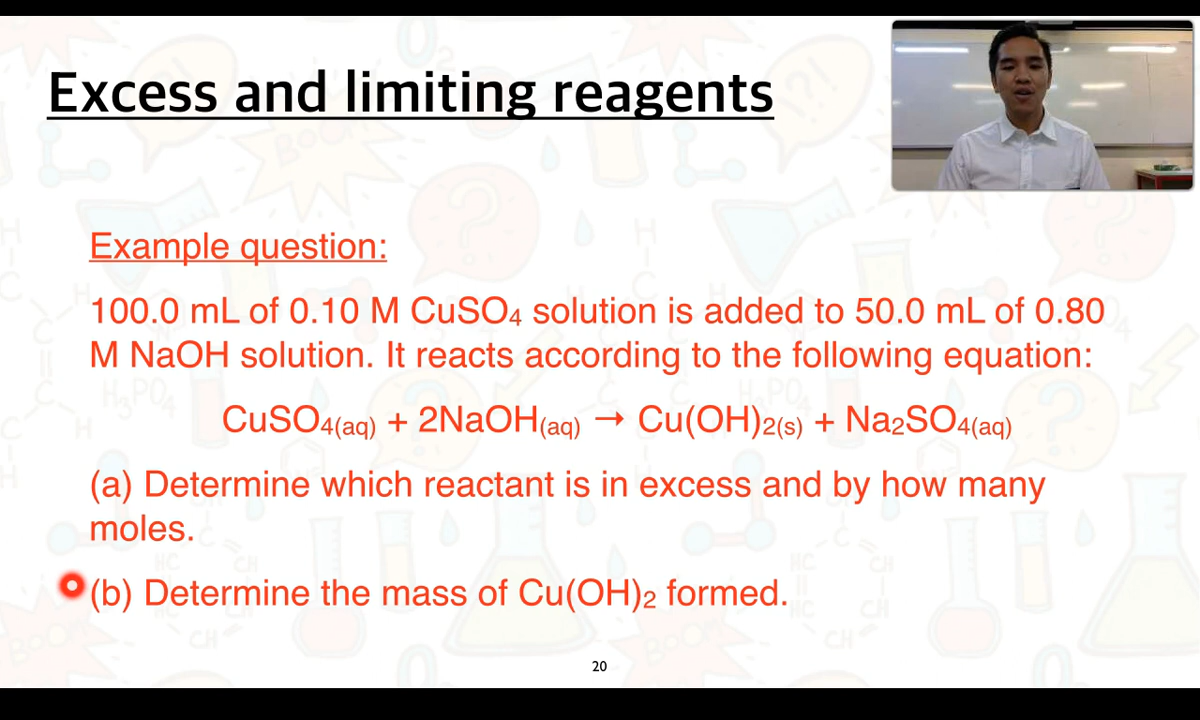 Excess and limiting reagents
Example question:
100.0 mL of 0.10 M CuSO₄ solution is added to 50.0 mL of 0.80
M NaOH solution. It reacts according to the following equation:
CuSO₄(aq) + 2NaOH(aq) → Cu(OH)₂(s) + Na₂SO₄(aq)
(a) Determine which reactant is in excess and by how many
moles.
(b) Determine the mass of Cu(OH)₂ formed.
20